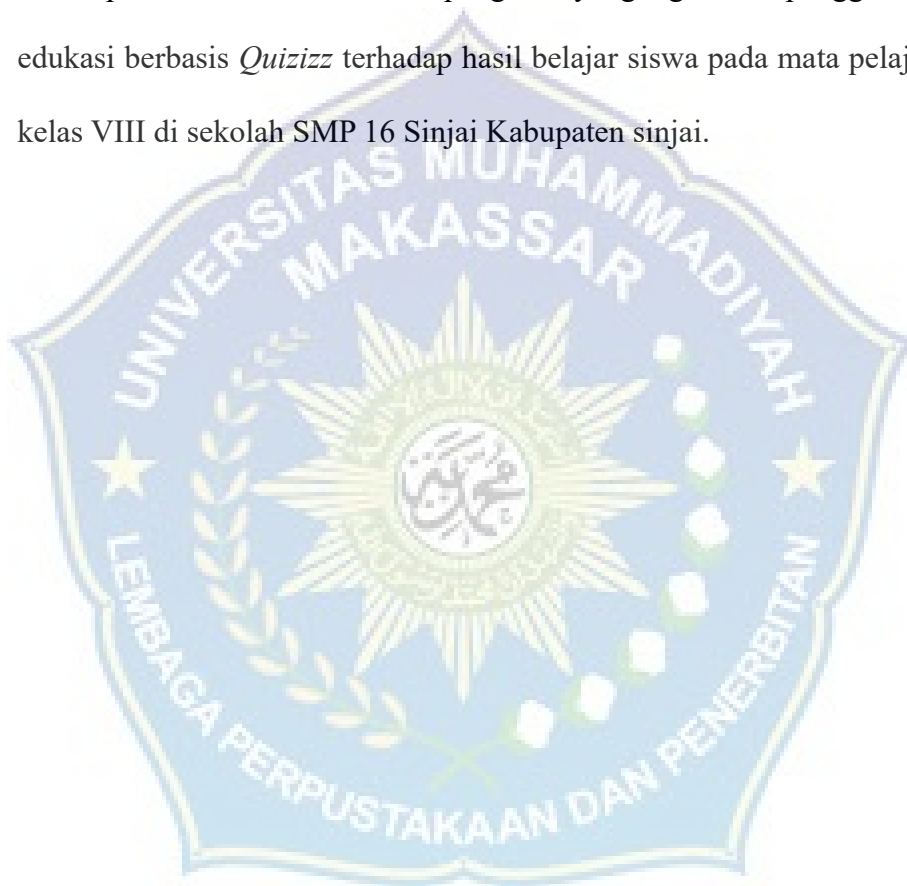 edukasi berbasis Quizizz terhadap hasil belajar siswa pada mata
kelas VIII di sekolah SMP 16 Sinjai Kabupaten sinjai.
UNIVERSITAS MUHAMMADIYAH
MAKASSAR
LEMBAGA PERPUSTAKAAN DAN PENERBITAN